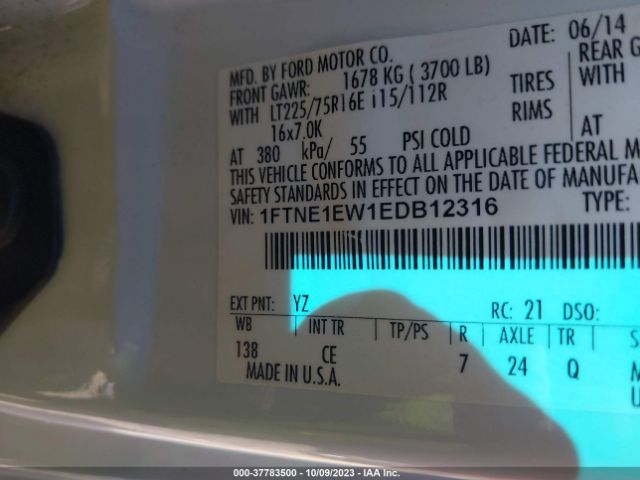 DATE: 06/14
MFD. BY FORD MOTOR CO.
REAR G
FRONT GAWR: 1678 KG ( 3700 LB)
WITH
WITH LT225/75R16E 115/112R TIRES
16x7.0K RIMS
AT 380 kPa/ 55 PSI COLD
AT
THIS VEHICLE CONFORMS TO ALL APPLICABLE FEDERAL M
SAFETY STANDARDS IN EFFECT ON THE DATE OF MANUFA
VIN: 1FTNE1EW1EDB12316 TYPE:
EXT PNT: YZ RC: 21 DSO:
WB INT TR TP/PS R AXLE TR S
138 CE 7 24 Q
MADE IN U.S.A.
000-37783500 - 10/09/2023 - IAA Inc.